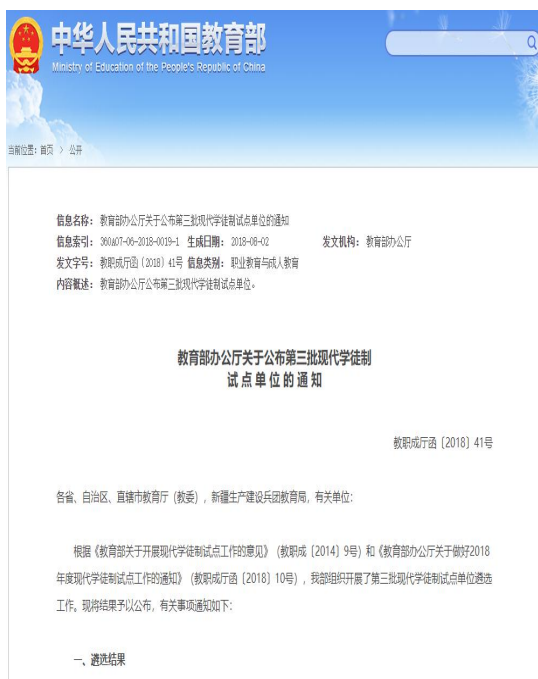 中华人民共和国教育部
Ministry of Education of the People's Republic of China
当前位置：首页 > 公开
信息名称：教育部办公厅关于公布第三批现代学徒制试点单位的通知
信息索引：360A07-06-2018-0019-1 生成日期：2018-08-02 发文机构：教育部办公厅
发文字号：教职成厅函〔2018〕41号 信息类别：职业教育与成人教育
内容概述：教育部办公厅公布第三批现代学徒制试点单位。
教育部办公厅关于公布第三批现代学徒制
试点单位的通知
教职成厅函〔2018〕41号
各省、自治区、直辖市教育厅（教委），新疆生产建设兵团教育局，有关单位：
根据《教育部关于开展现代学徒制试点工作的意见》（教职成〔2014〕9号）和《教育部办公厅关于做好2018
年度现代学徒制试点工作的通知》（教职成厅函〔2018〕10号），我部组织开展了第三批现代学徒制试点单位遴选
工作。现将结果予以公布，有关事项通知如下：
一、遴选结果